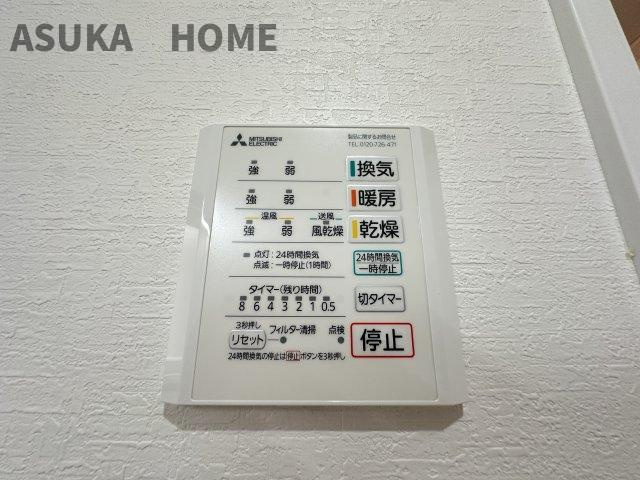 ASUKA HOME
MITSUBISHI ELECTRIC
製品に関するお問合せ
TEL.0120-726-471
強 弱 換気
強 弱 暖房
温風 送風
強 弱 風乾燥 乾燥
点灯：24時間換気
点滅：一時停止(1時間)
24時間換気
一時停止
タイマー(残り時間)
8 6 4 3 2 1 0.5
切タイマー
3秒押し
リセット フィルター清掃 点検
停止
24時間換気の停止は停止ボタンを3秒押し